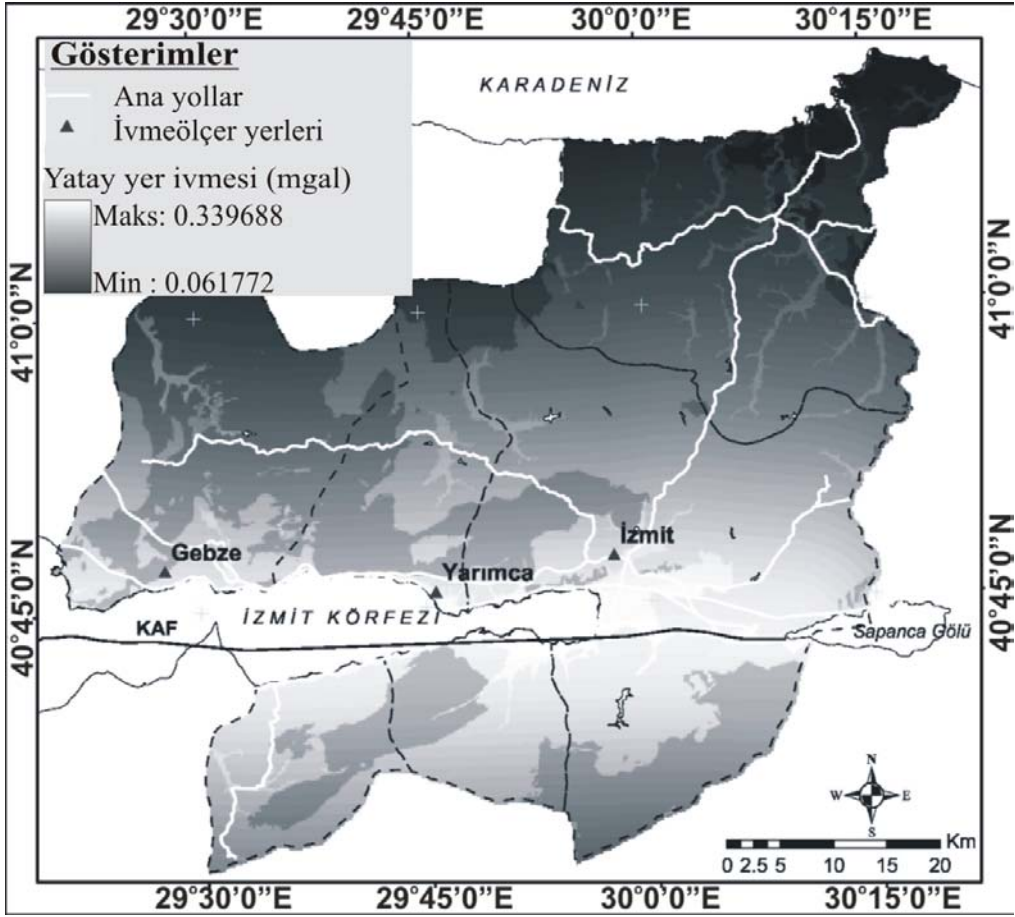 29°30'0"E 29°45'0"E 30°0'0"E 30°15'0"E
Gösterimler
Ana yollar
İvmeölçer yerleri
Yatay yer ivmesi (mgal)
Maks: 0.339688
Min : 0.061772
KARADENİZ
41°0'0"N
41°0'0"N
Gebze
İzmit
Yarımca
40°45'0"N
40°45'0"N
İZMİT KÖRFEZİ
KAF
Sapanca Gölü
N
W E
S
Km
0 2.5 5 10 15 20
29°30'0"E 29°45'0"E 30°0'0"E 30°15'0"E